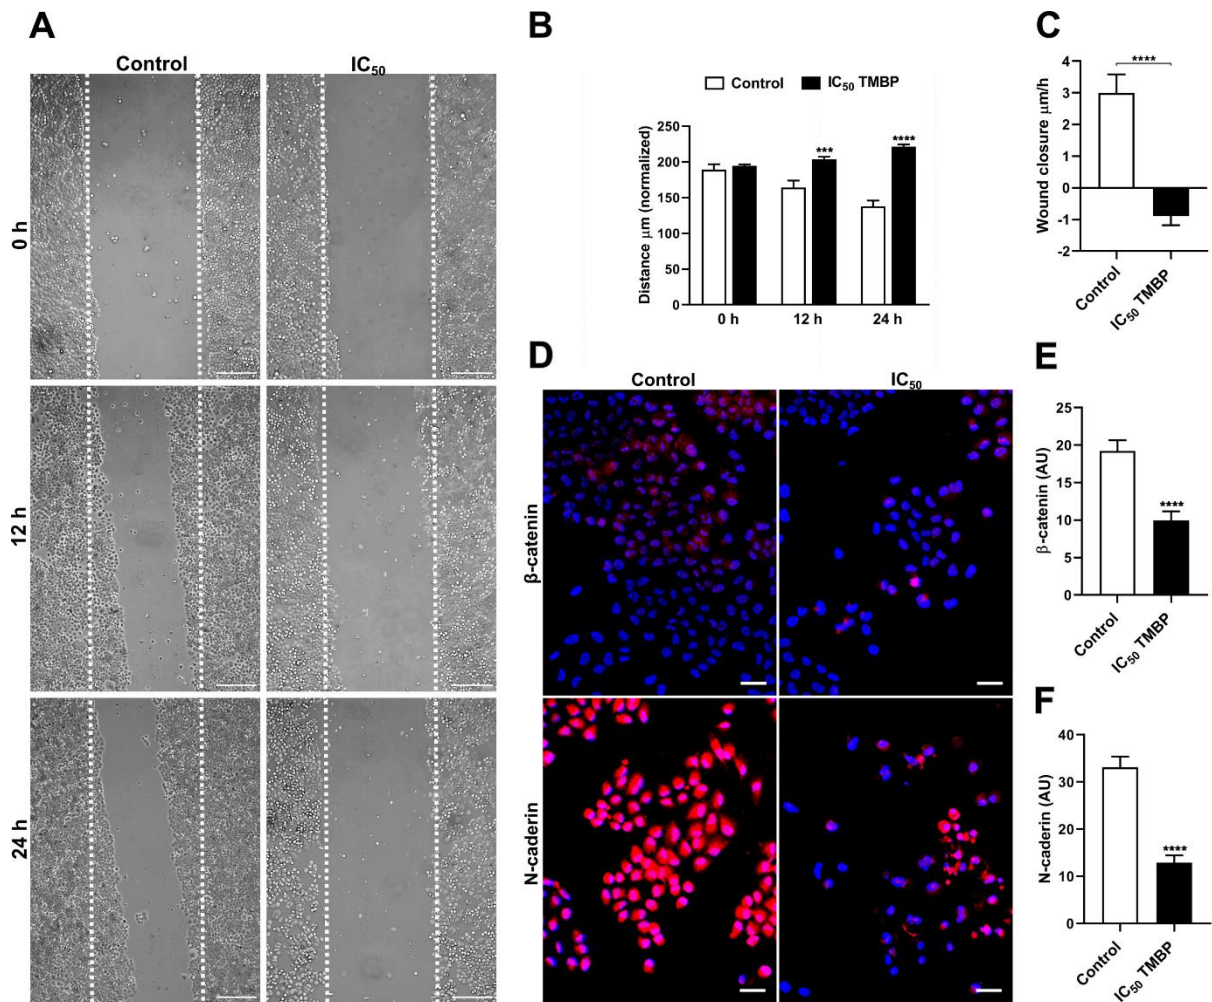 A
Control
IC50
0 h
12 h
24 h
B
Control
IC50 TMBP
Distance µm (normalized)
250
200
150
100
50
0
***
****
0 h
12 h
24 h
C
Wound closure µm/h
4
3
2
1
0
-1
-2
****
Control
IC50 TMBP
D
Control
IC50
β-catenin
N-caderin
E
β-catenin (AU)
25
20
15
10
5
0
****
Control
IC50 TMBP
F
N-caderin (AU)
40
30
20
10
0
****
Control
IC50 TMBP